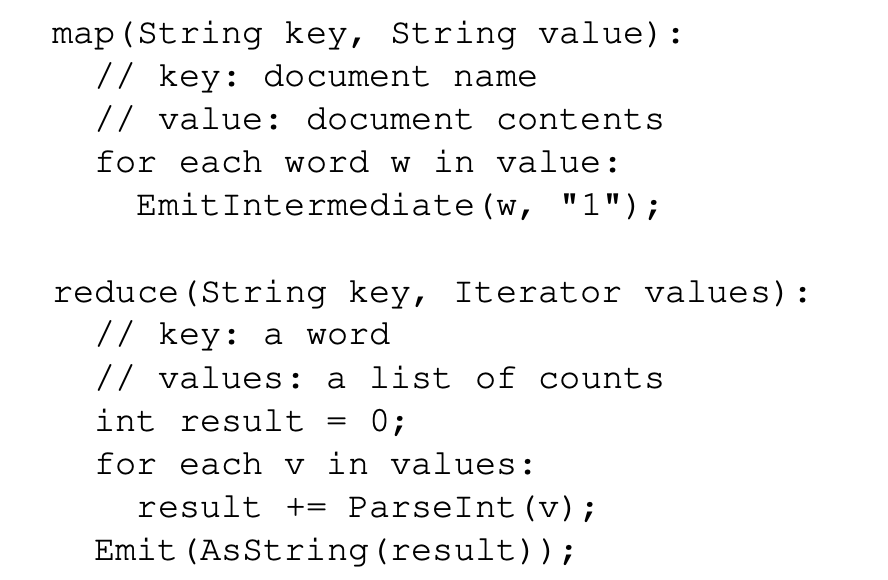 map(String key, String value):
  // key: document name
  // value: document contents
  for each word w in value:
    EmitIntermediate(w, "1");

reduce(String key, Iterator values):
  // key: a word
  // values: a list of counts
  int result = 0;
  for each v in values:
    result += ParseInt(v);
  Emit(AsString(result));